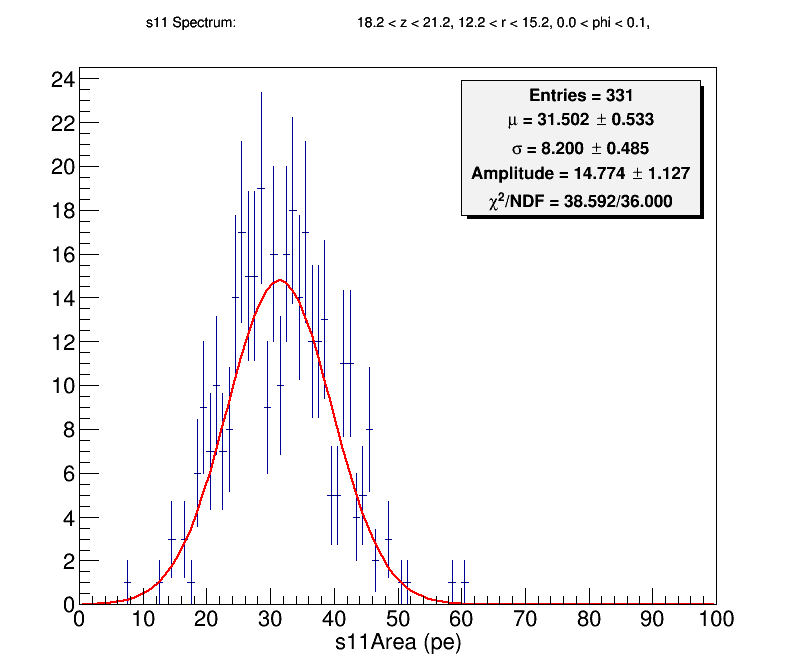 s11 Spectrum: 18.2 < z < 21.2, 12.2 < r < 15.2, 0.0 < phi < 0.1,
Entries = 331
μ = 31.502 ± 0.533
σ = 8.200 ± 0.485
Amplitude = 14.774 ± 1.127
χ²/NDF = 38.592/36.000
24
22
20
18
16
14
12
10
8
6
4
2
0
0 10 20 30 40 50 60 70 80 90 100
s11Area (pe)